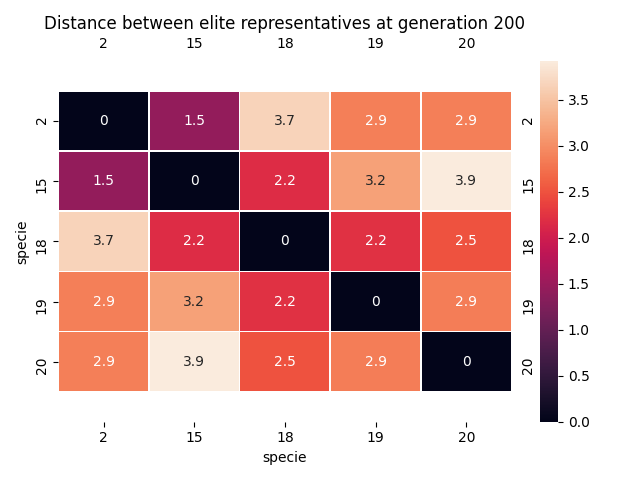 Distance between elite representatives at generation 200
2 15 18 19 20
2 0 1.5 3.7 2.9 2.9 2
15 1.5 0 2.2 3.2 3.9 15
18 3.7 2.2 0 2.2 2.5 18
19 2.9 3.2 2.2 0 2.9 19
20 2.9 3.9 2.5 2.9 0 20
specie
2 15 18 19 20
specie
3.5
3.0
2.5
2.0
1.5
1.0
0.5
0.0